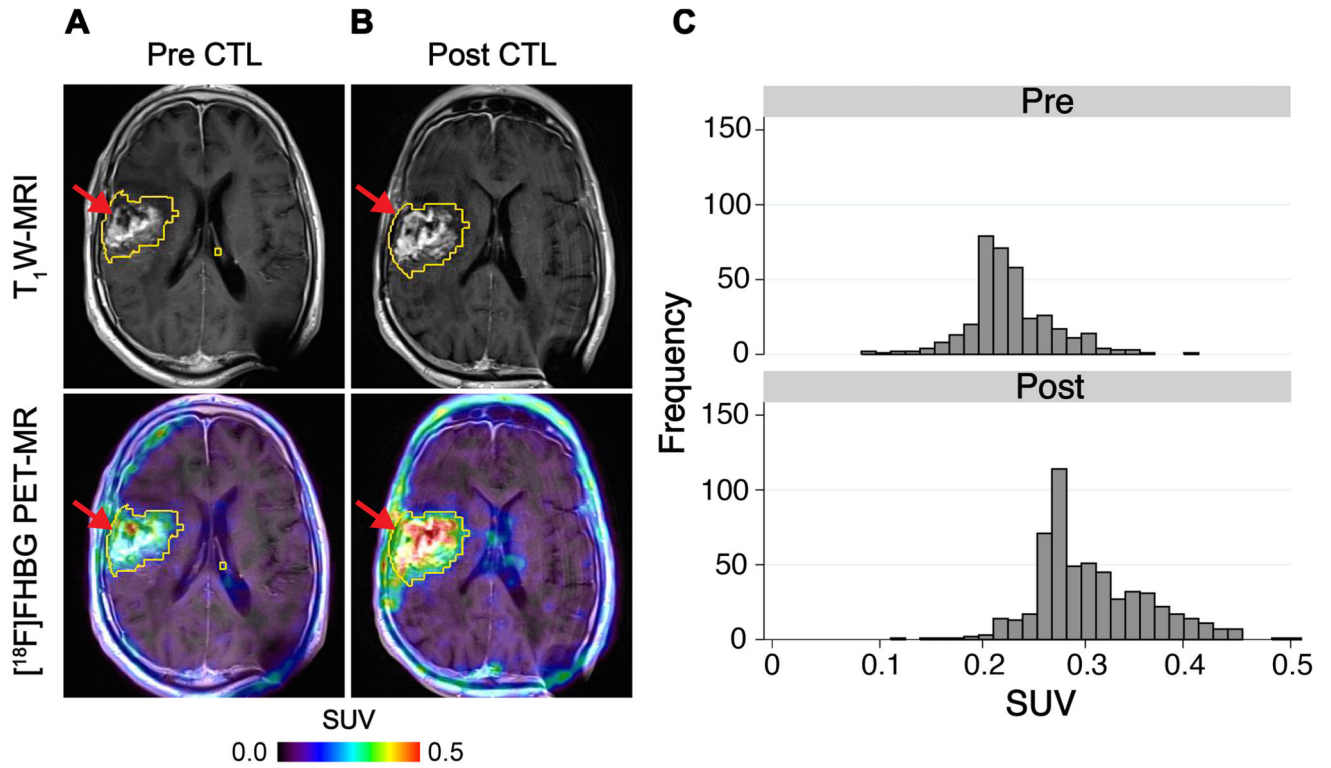 A
B
C
Pre CTL
Post CTL
T₁W-MRI
[¹⁸F]FHBG PET-MR
SUV
0.0
0.5
Frequency
Pre
150
100
50
0
Post
150
100
50
0
0
0.1
0.2
0.3
0.4
0.5
SUV